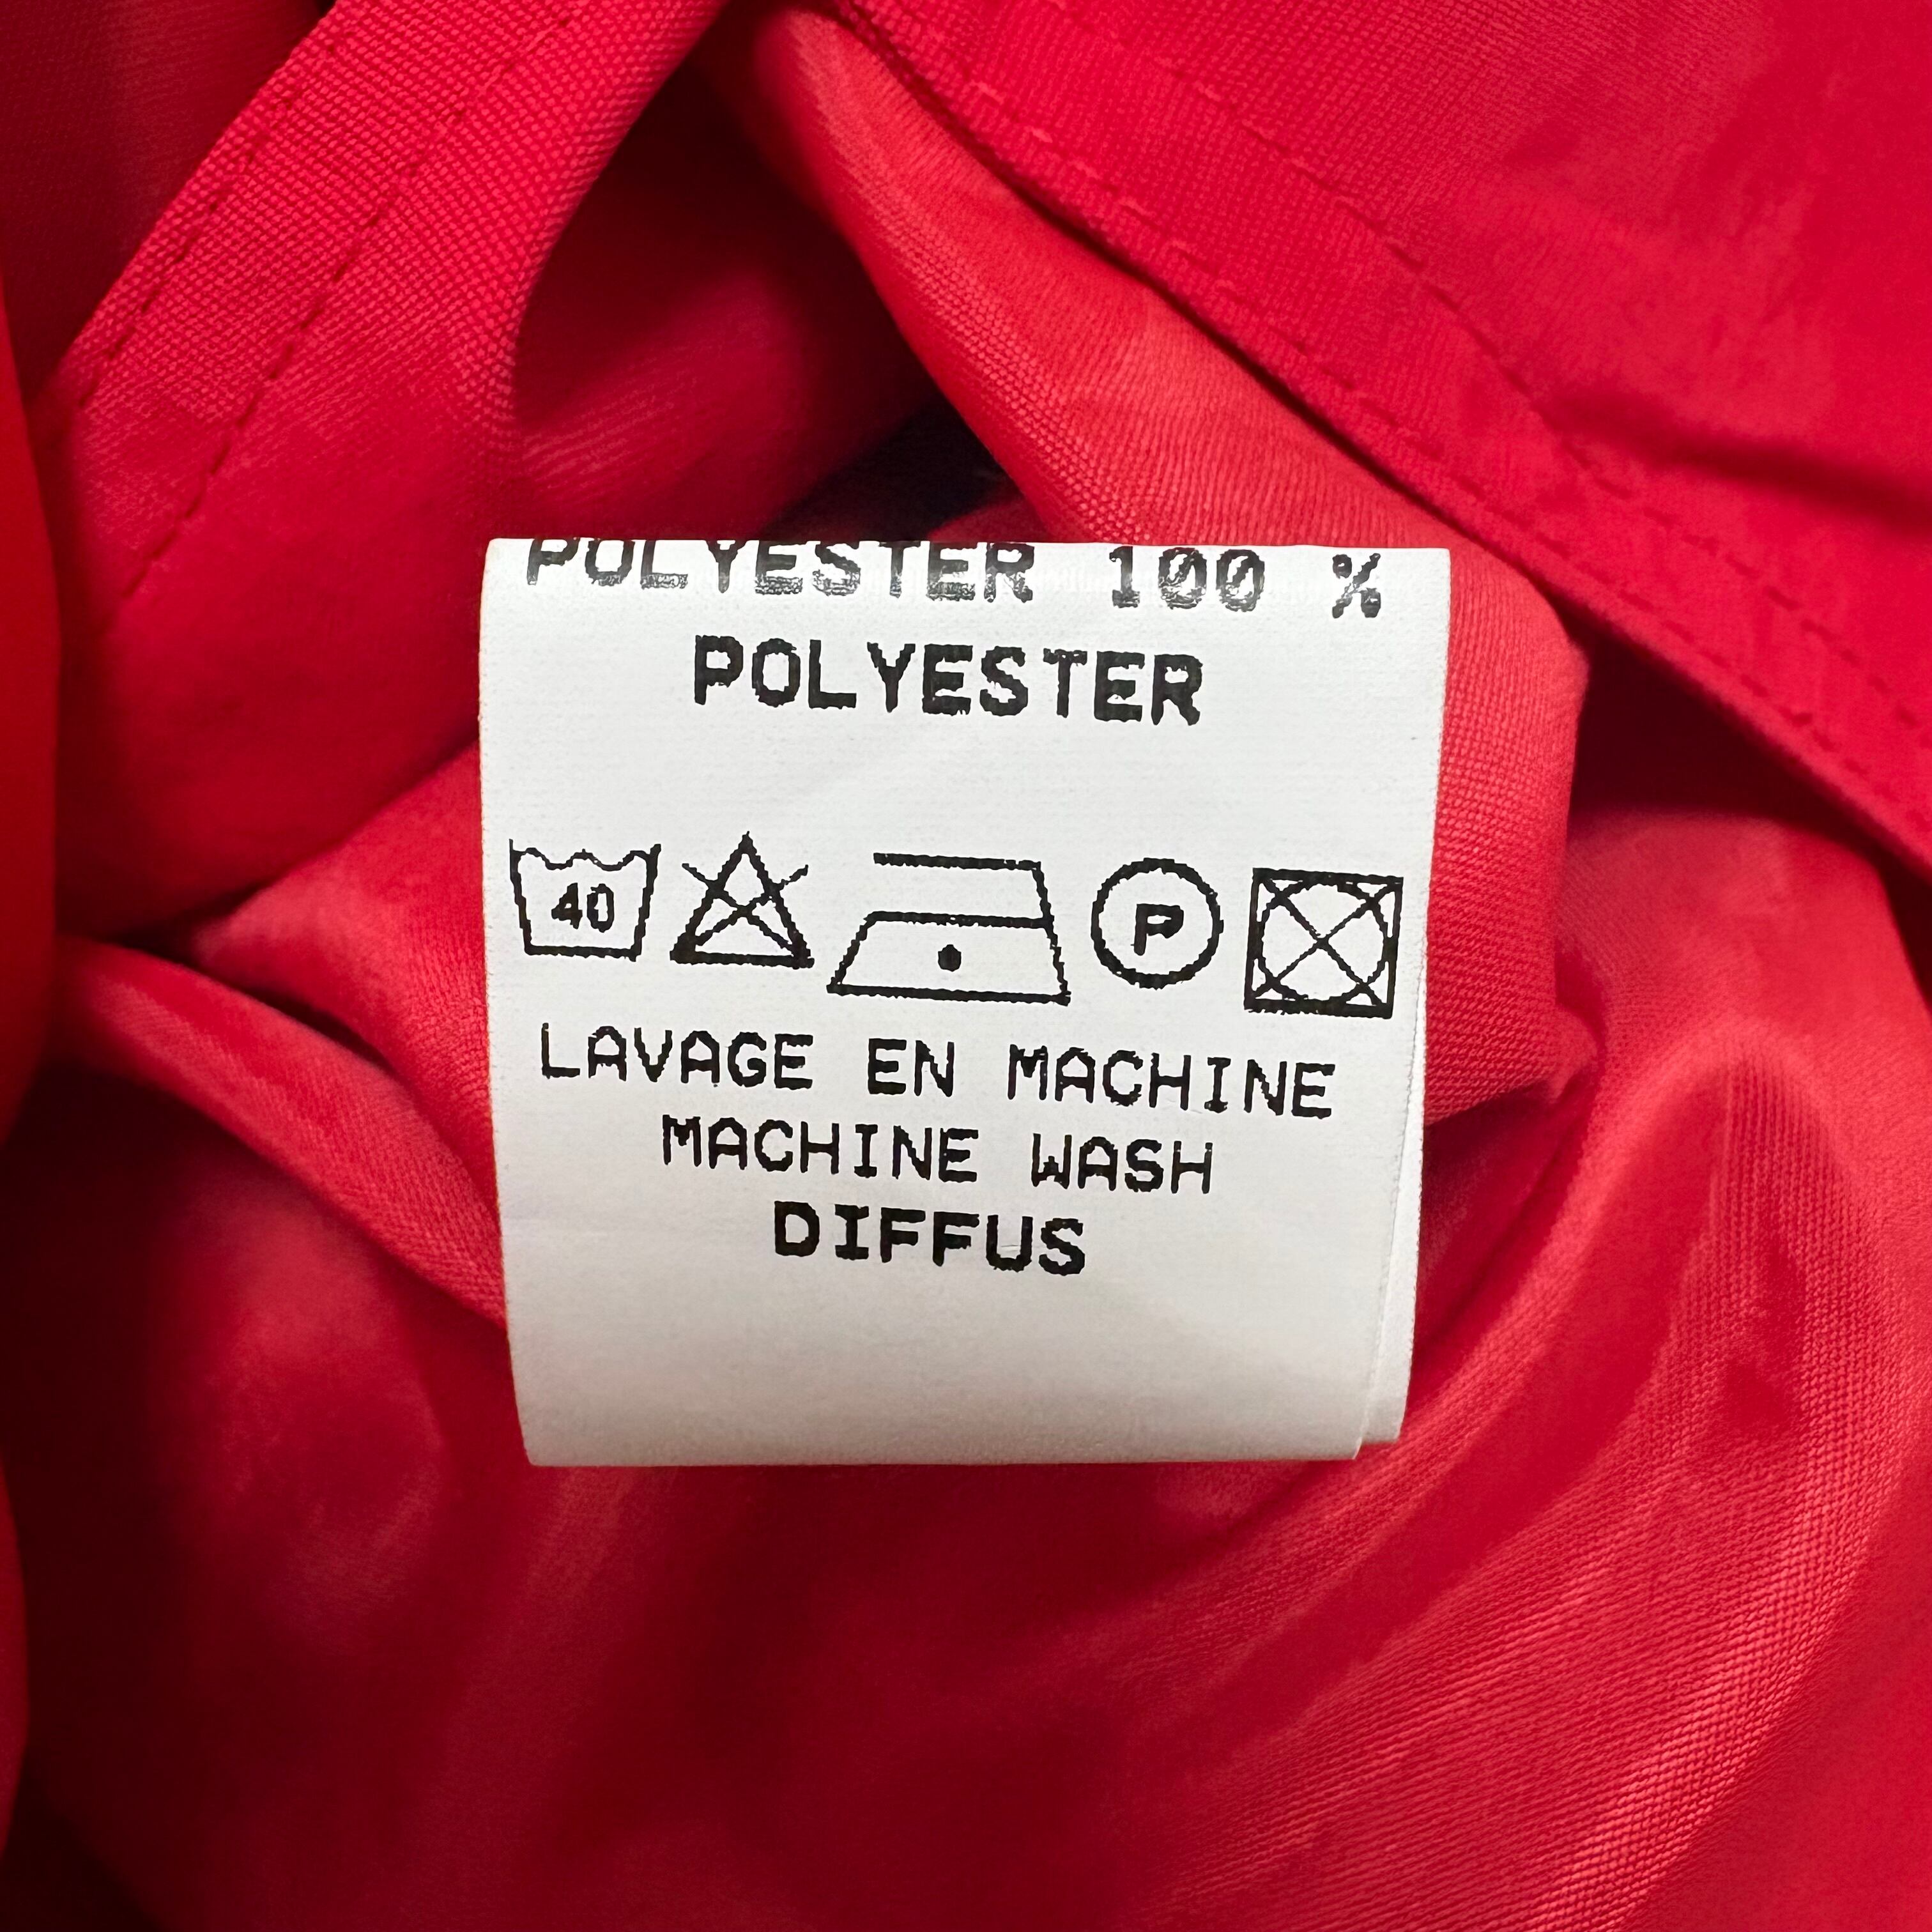 POLYESTER 100 %
POLYESTER
40 P
LAVAGE EN MACHINE
MACHINE WASH
DIFFUS